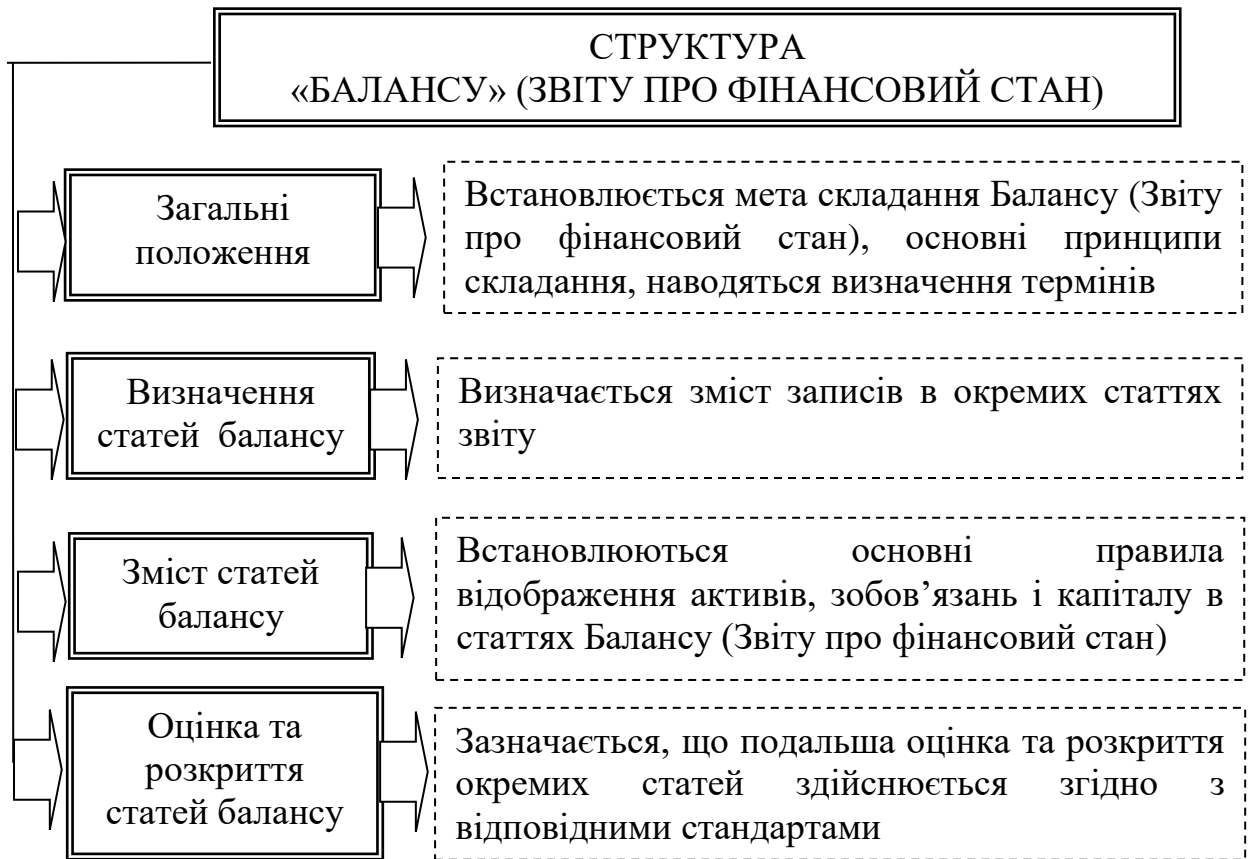 СТРУКТУРА
«БАЛАНСУ» (ЗВІТУ ПРО ФІНАНСОВИЙ СТАН)
Загальні
положення
Встановлюється мета складання Балансу (Звіту
про фінансовий стан), основні принципи
складання, наводяться визначення термінів
Визначення
статей балансу
Визначається зміст записів в окремих статтях
звіту
Зміст статей
балансу
Встановлюються основні правила
відображення активів, зобов’язань і капіталу в
статтях Балансу (Звіту про фінансовий стан)
Оцінка та
розкриття
статей балансу
Зазначається, що подальша оцінка та розкриття
окремих статей здійснюється згідно з
відповідними стандартами